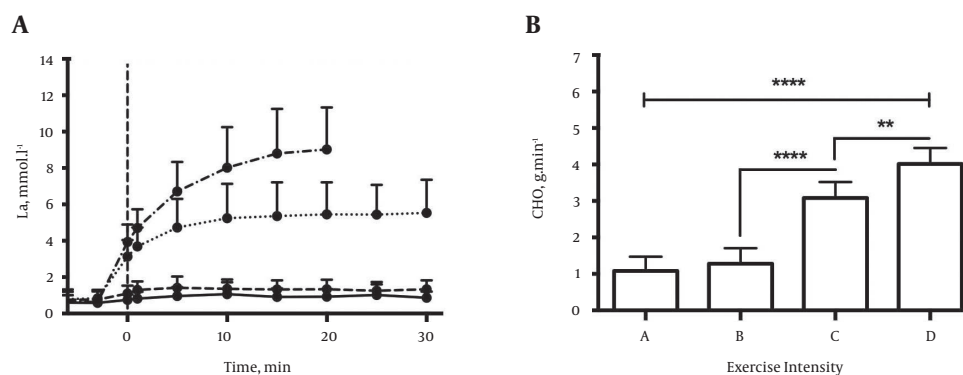 A
14
12
10
8
6
4
2
0
La, mmol.l⁻¹
0 10 20 30
Time, min
B
7
6
5
4
3
2
1
0
CHO, g.min⁻¹
****
****
**
A B C D
Exercise Intensity